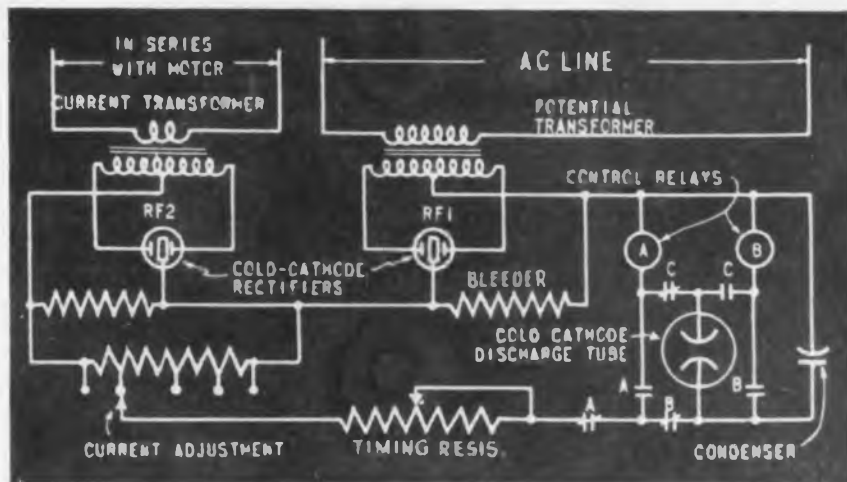 IN SERIES
WITH MOTOR
CURRENT TRANSFORMER
AC LINE
POTENTIAL
TRANSFORMER
CONTROL RELAYS
RF2
RF1
A
B
COLD-CATHODE
RECTIFIERS
BLEEDER
C
C
COLD CATHODE
DISCHARGE TUBE
A
B
A
B
CURRENT ADJUSTMENT
TIMING RESIS.
CONDENSER